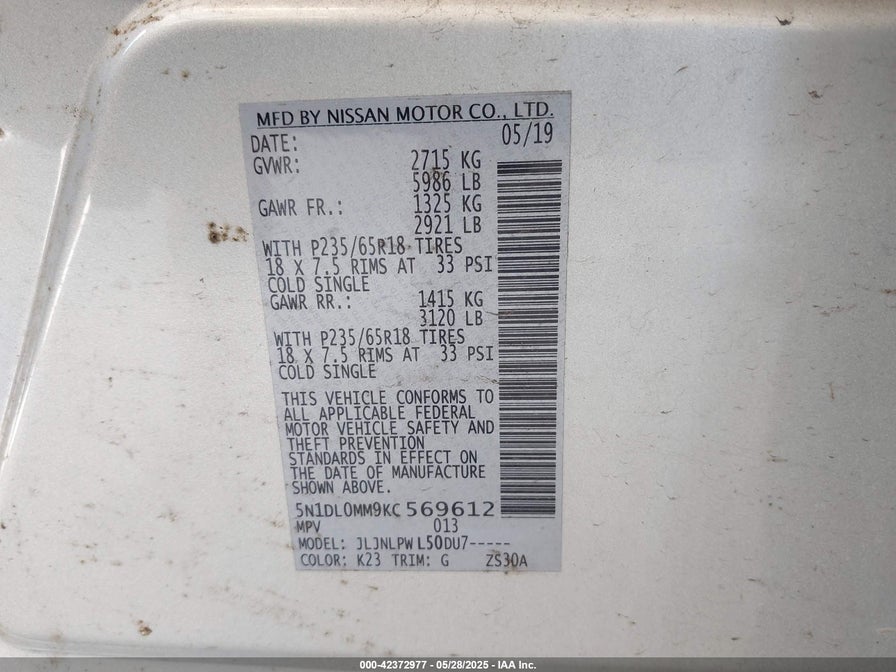 MFD BY NISSAN MOTOR CO., LTD.
DATE: 05/19
GVWR: 2715 KG
5986 LB
GAWR FR.: 1325 KG
2921 LB
WITH P235/65R18 TIRES
18 X 7.5 RIMS AT 33 PSI
COLD SINGLE
GAWR RR.: 1415 KG
3120 LB
WITH P235/65R18 TIRES
18 X 7.5 RIMS AT 33 PSI
COLD SINGLE
THIS VEHICLE CONFORMS TO
ALL APPLICABLE FEDERAL
MOTOR VEHICLE SAFETY AND
THEFT PREVENTION
STANDARDS IN EFFECT ON
THE DATE OF MANUFACTURE
SHOWN ABOVE.
5N1DL0MM9KC569612
MPV 013
MODEL: JLJNLPWL50DU7-----
COLOR: K23 TRIM: G ZS30A
000-42372977 - 05/28/2025 - IAA Inc.